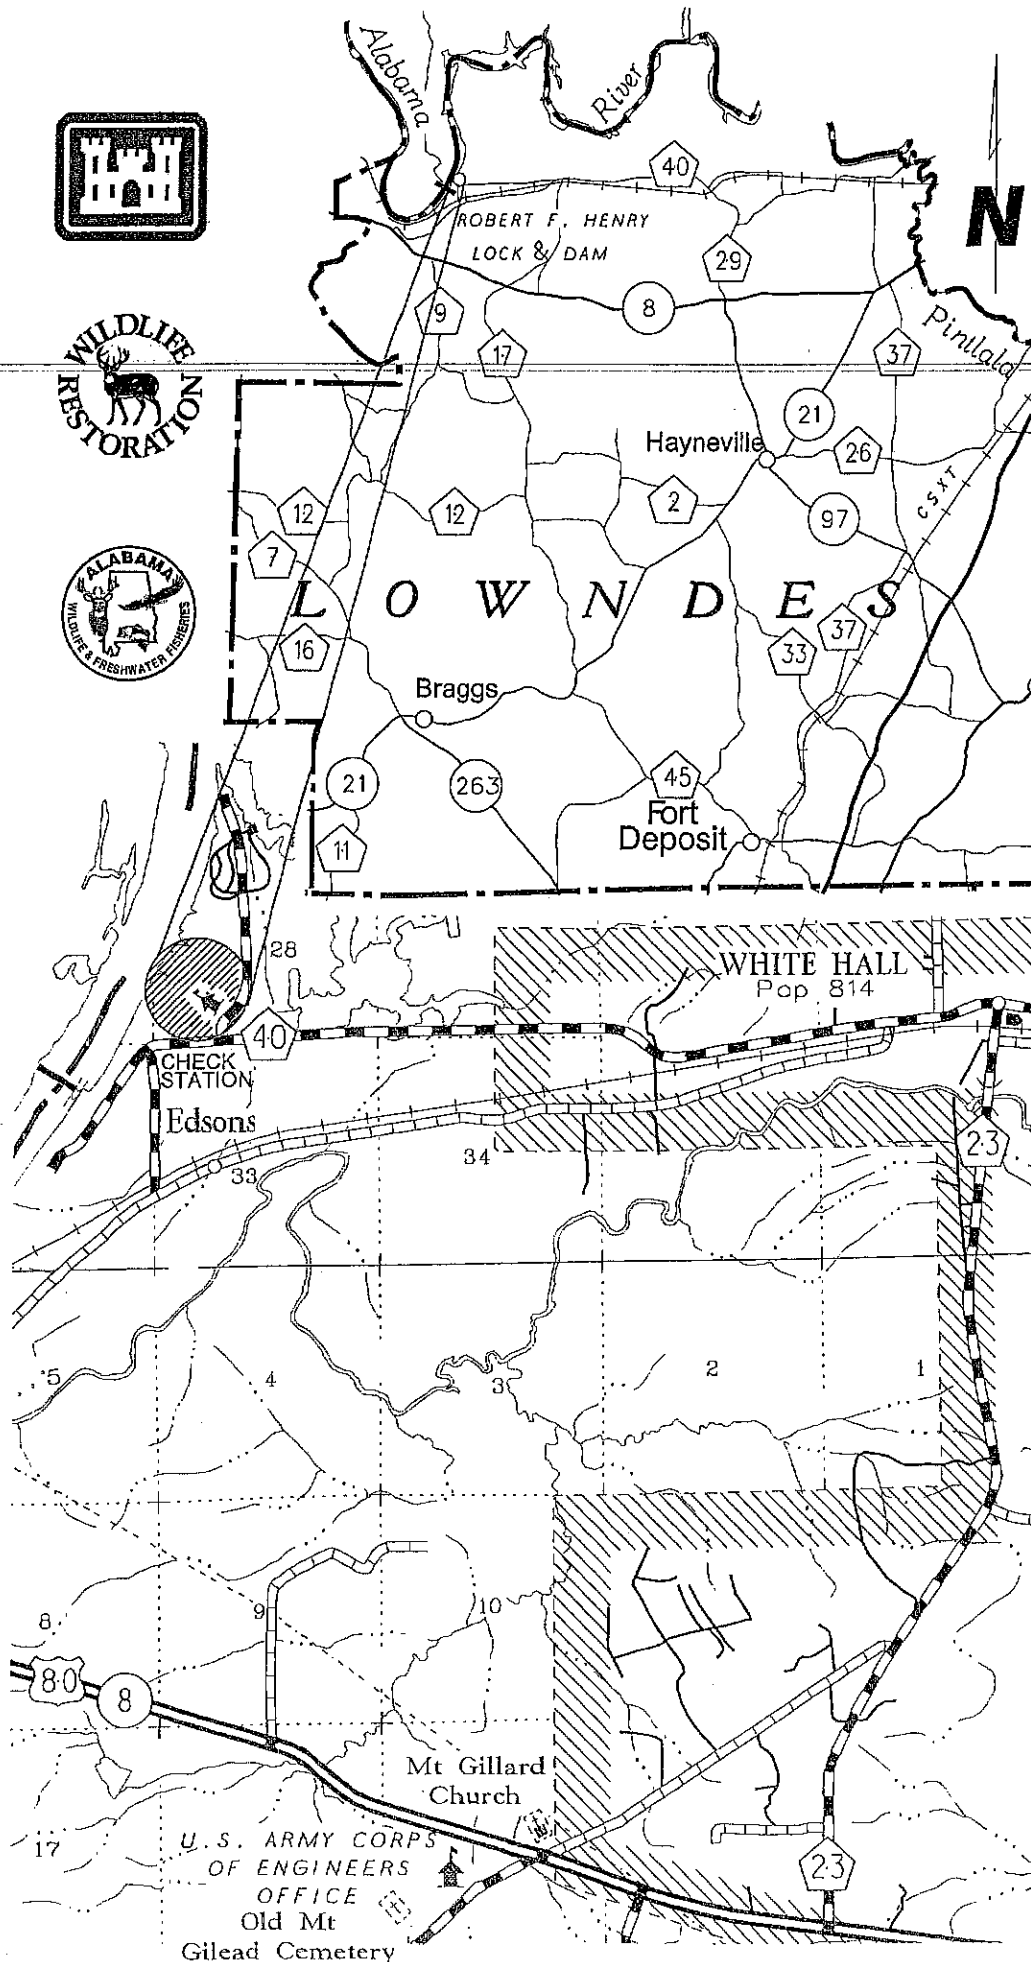 Alabama
River
40
N
ROBERT F. HENRY
LOCK & DAM
29
9
8
WILDLIFE
RESTORATION
17
37
Pintlala
21
Hayneville
26
12
12
2
97
CSXT
7
ALABAMA
WILDLIFE & FRESHWATER FISHERIES
LOWNDES
16
33
37
Braggs
21
263
45
Fort
Deposit
11
28
WHITE HALL
Pop 814
40
CHECK
STATION
Edsons
33
34
23
5
4
3
2
1
8
9
10
80
8
Mt Gillard
Church
17
U.S. ARMY CORPS
OF ENGINEERS
OFFICE
23
Old Mt
Gilead Cemetery